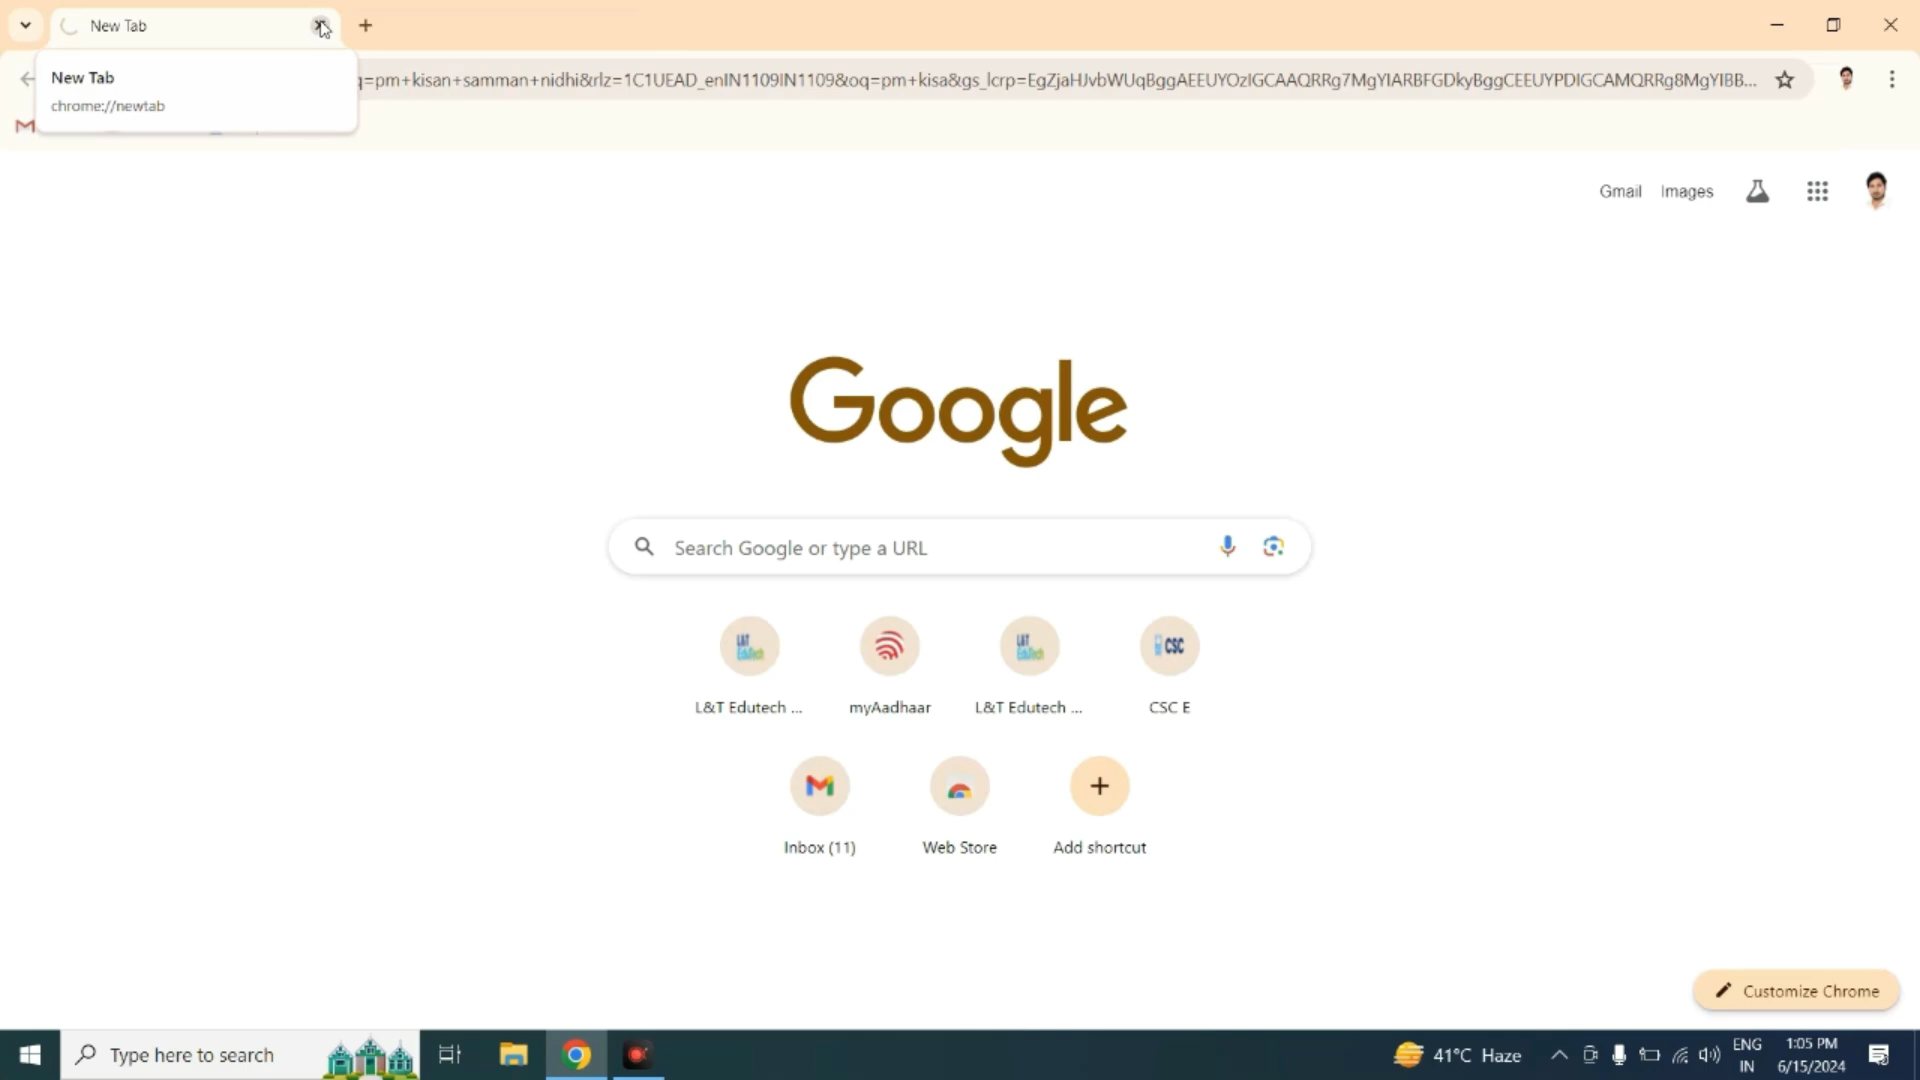 New Tab
New Tab
chrome://newtab
q=pm+kisan+samman+nidhi&rlz=1C1UEAD_enIN1109IN1109&oq=pm+kisa&gs_lcrp=EgZjaHJvbWUqBggAEEUYOzIGCAAQRRg7MgYIARBFGDkyBggCEEUYPDIGCAMQRRg8MgYIBB...
Gmail Images
Google
Search Google or type a URL
L&T Edutech ... myAadhaar L&T Edutech ... CSC E
Inbox (11) Web Store Add shortcut
Customize Chrome
Type here to search
41°C Haze
ENG
IN
1:05 PM
6/15/2024